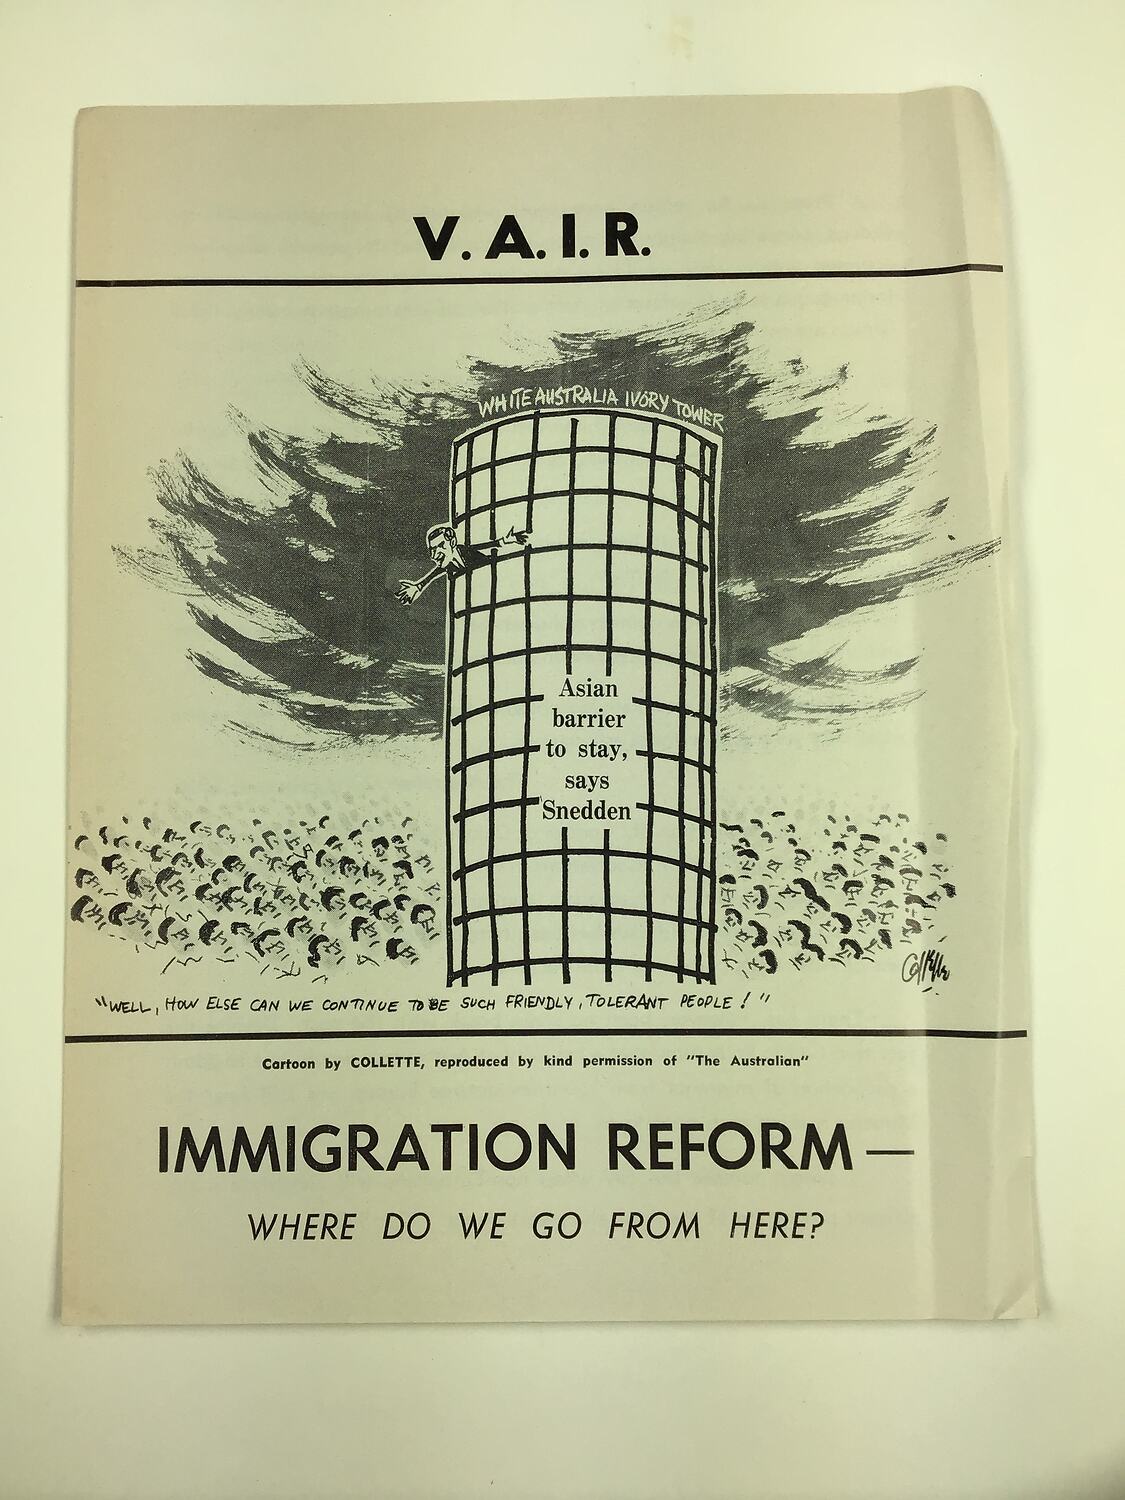 V. A. I. R.
WHITE AUSTRALIA IVORY TOWER
Asian
barrier
to stay,
says
Snedden
Collette
"WELL, HOW ELSE CAN WE CONTINUE TO BE SUCH FRIENDLY, TOLERANT PEOPLE! "
Cartoon by COLLETTE, reproduced by kind permission of "The Australian"
IMMIGRATION REFORM —
WHERE DO WE GO FROM HERE?